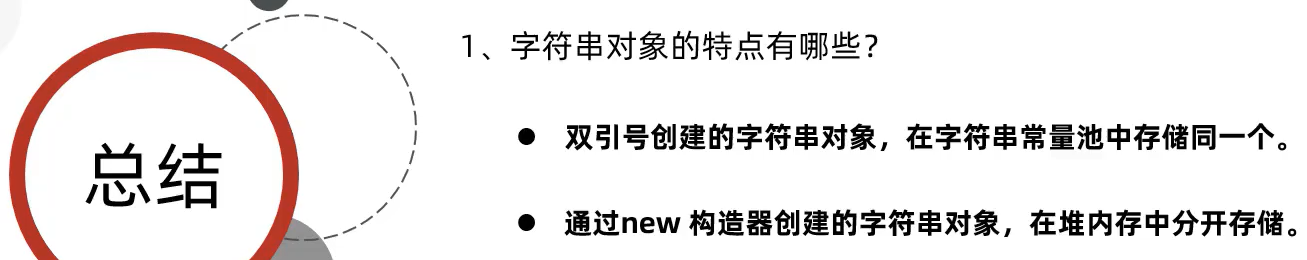 总结
1、字符串对象的特点有哪些？
● 双引号创建的字符串对象，在字符串常量池中存储同一个。
● 通过new 构造器创建的字符串对象，在堆内存中分开存储。